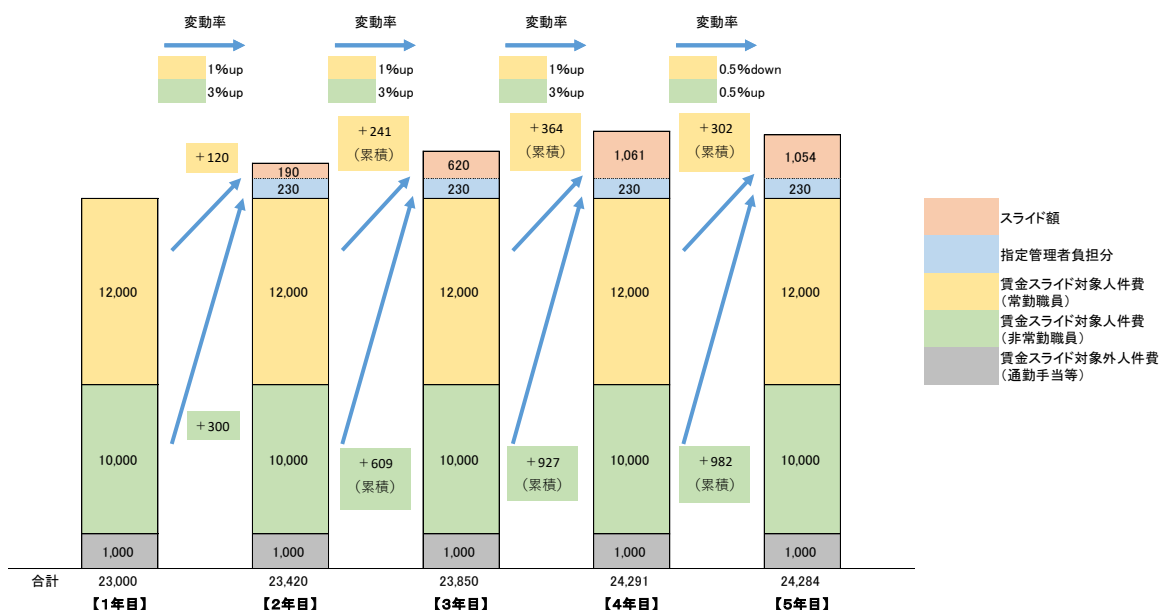 変動率
変動率
変動率
変動率
1%up
3%up
1%up
3%up
1%up
3%up
0.5%down
0.5%up
+120
+241
(累積)
+364
(累積)
+302
(累積)
190
230
620
230
1,061
230
1,054
230
12,000
12,000
12,000
12,000
12,000
+300
+609
(累積)
+927
(累積)
+982
(累積)
10,000
10,000
10,000
10,000
10,000
1,000
1,000
1,000
1,000
1,000
スライド額
指定管理者負担分
賃金スライド対象人件費
(常勤職員)
賃金スライド対象人件費
(非常勤職員)
賃金スライド対象外人件費
(通勤手当等)
合計 23,000 23,420 23,850 24,291 24,284
【1年目】 【2年目】 【3年目】 【4年目】 【5年目】